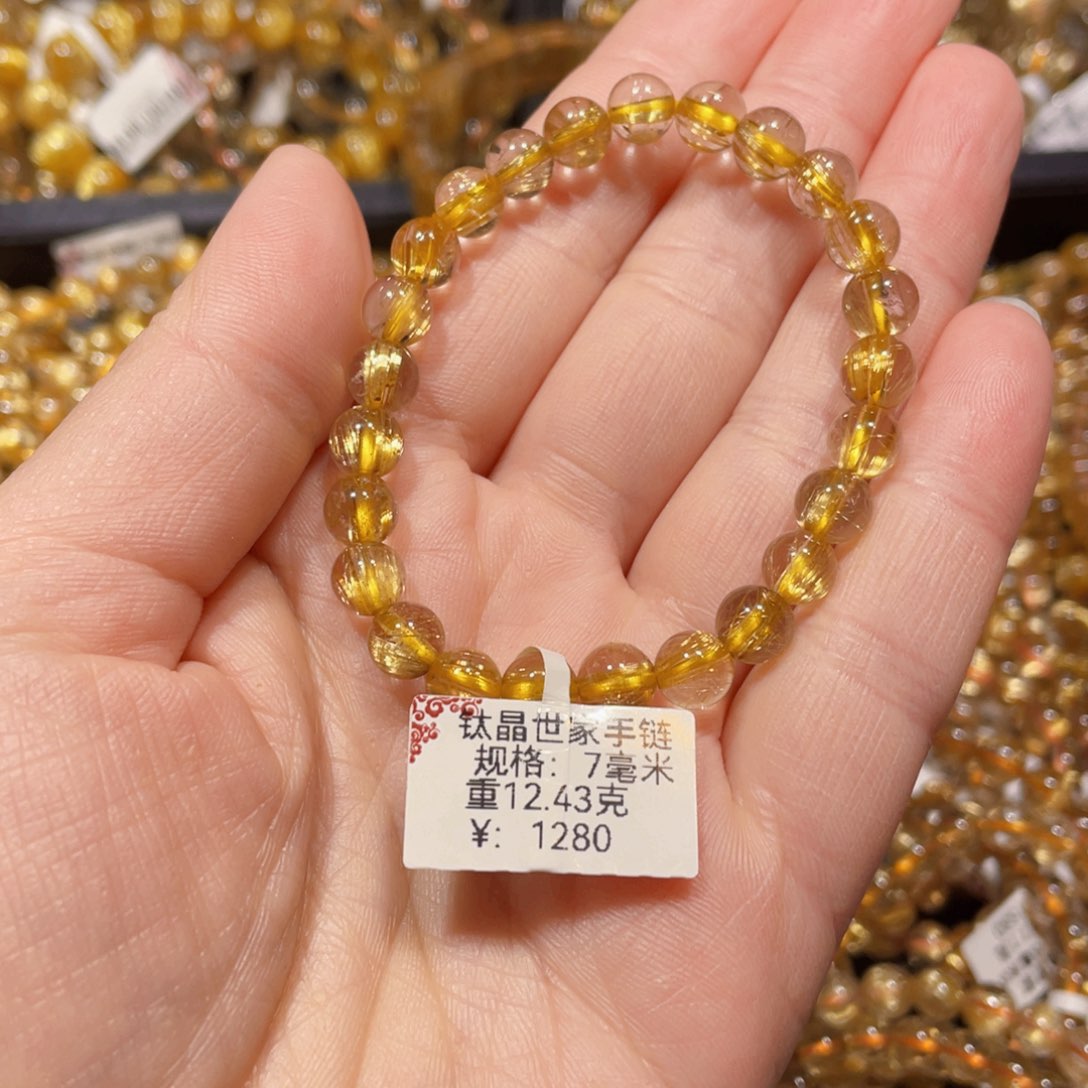 钛晶世家手链
规格：7毫米
重12.43克
¥： 1280